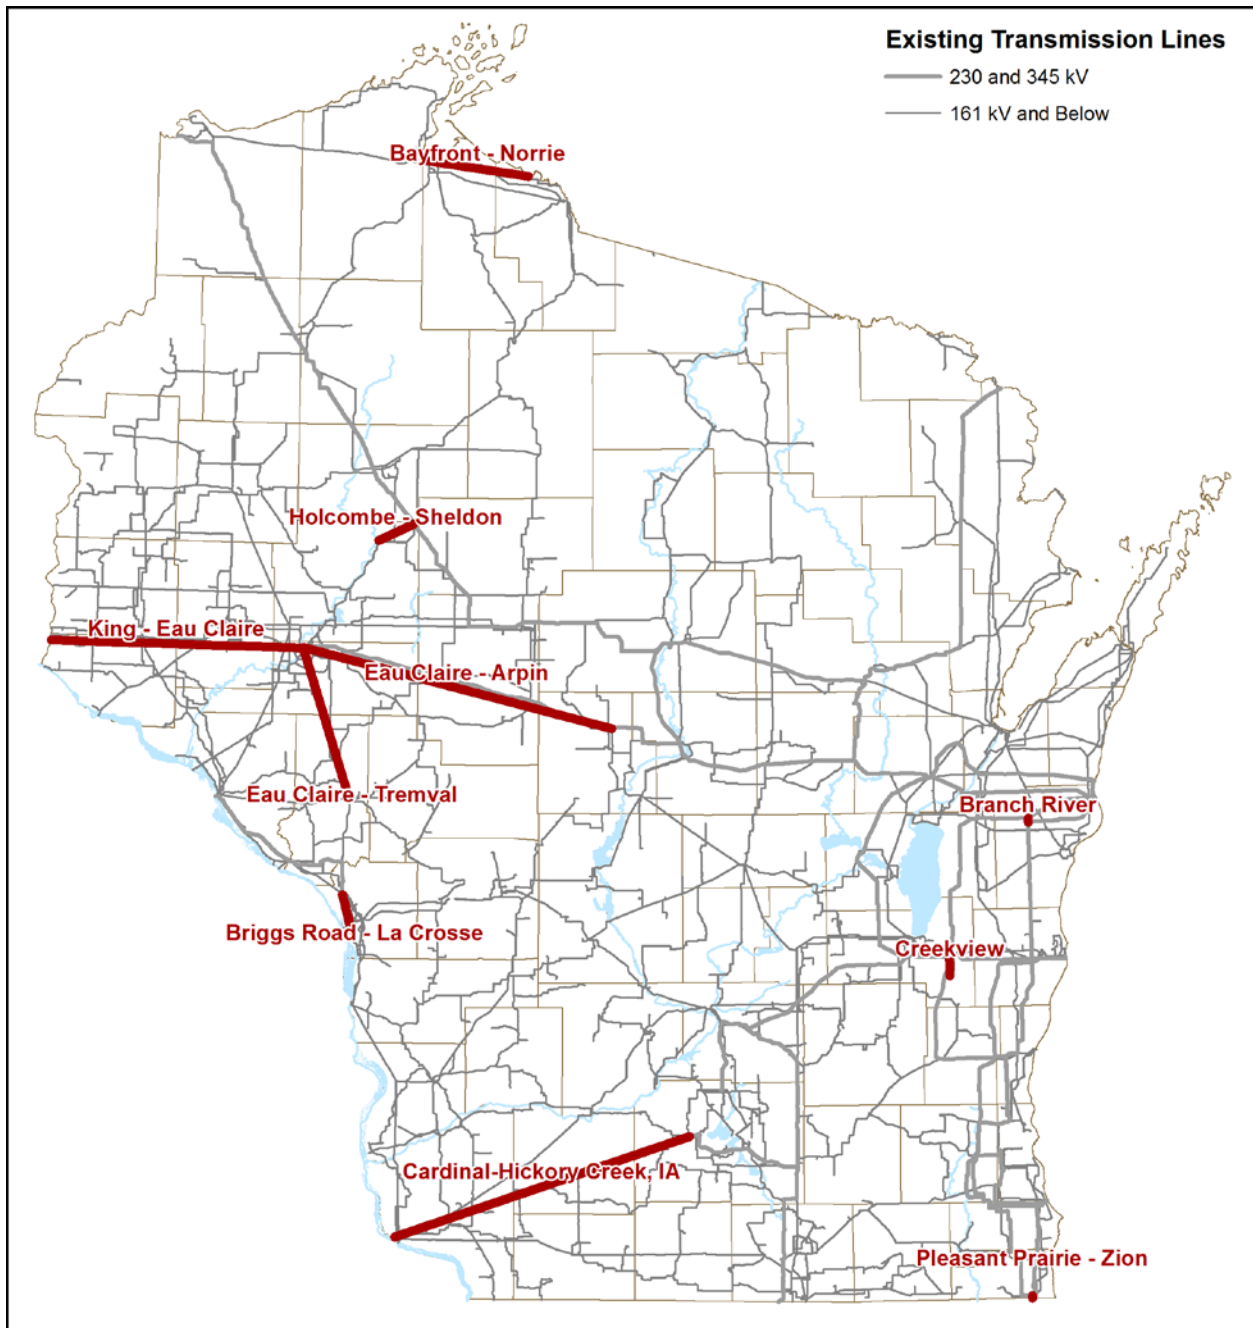 Existing Transmission Lines
230 and 345 kV
161 kV and Below
Bayfront - Norrie
Holcombe - Sheldon
King - Eau Claire
Eau Claire - Arpin
Eau Claire - Tremval
Branch River
Briggs Road - La Crosse
Creekview
Cardinal-Hickory Creek, IA
Pleasant Prairie - Zion